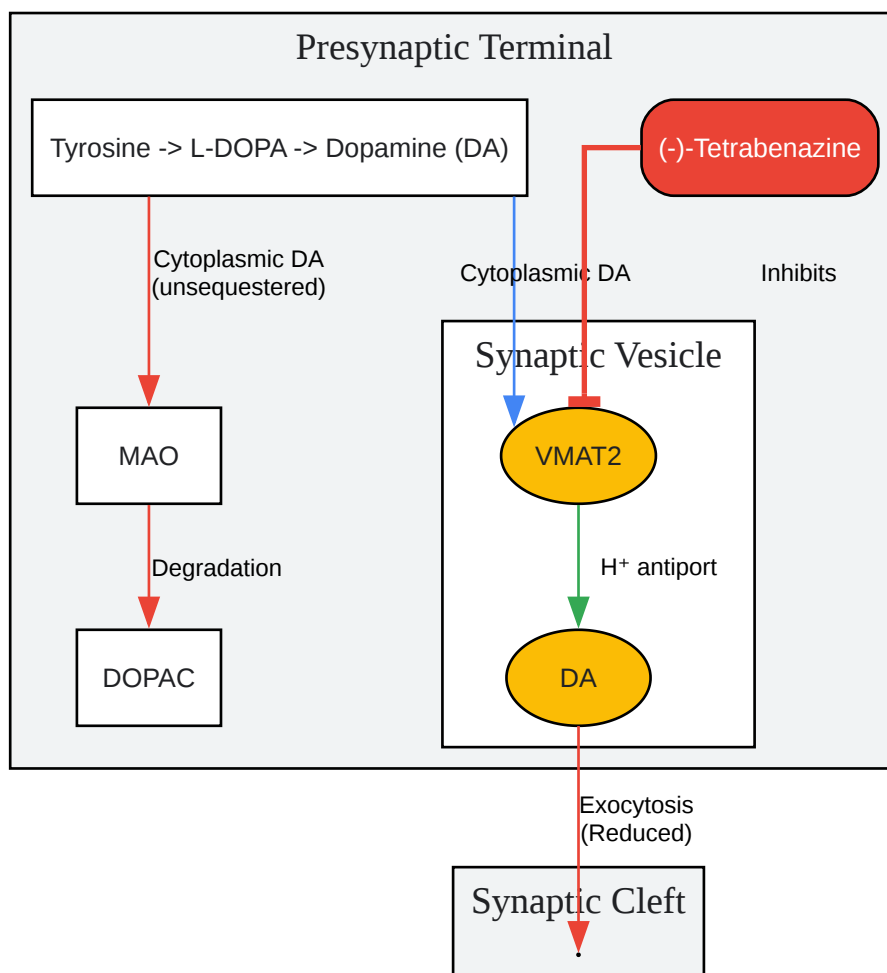 Presynaptic Terminal
Tyrosine -> L-DOPA -> Dopamine (DA)
(-)-Tetrabenazine
Cytoplasmic DA
(unsequestered)
Cytoplasmic DA
Inhibits
Synaptic Vesicle
MAO
VMAT2
Degradation
H⁺ antiport
DOPAC
DA
Exocytosis
(Reduced)
Synaptic Cleft